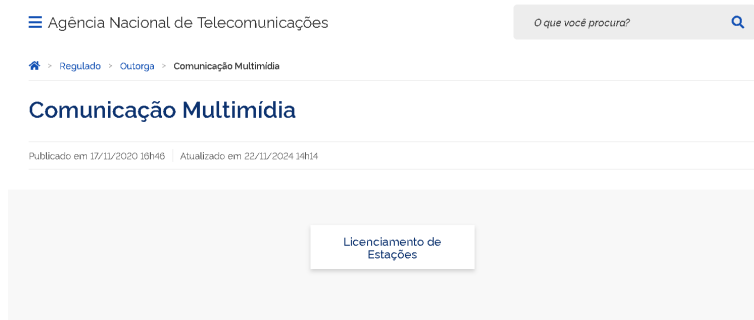 Agência Nacional de Telecomunicações
O que você procura?
> Regulado > Outorga > Comunicação Multimídia
Comunicação Multimídia
Publicado em 17/11/2020 16h46 Atualizado em 22/11/2024 14h14
Licenciamento de
Estações